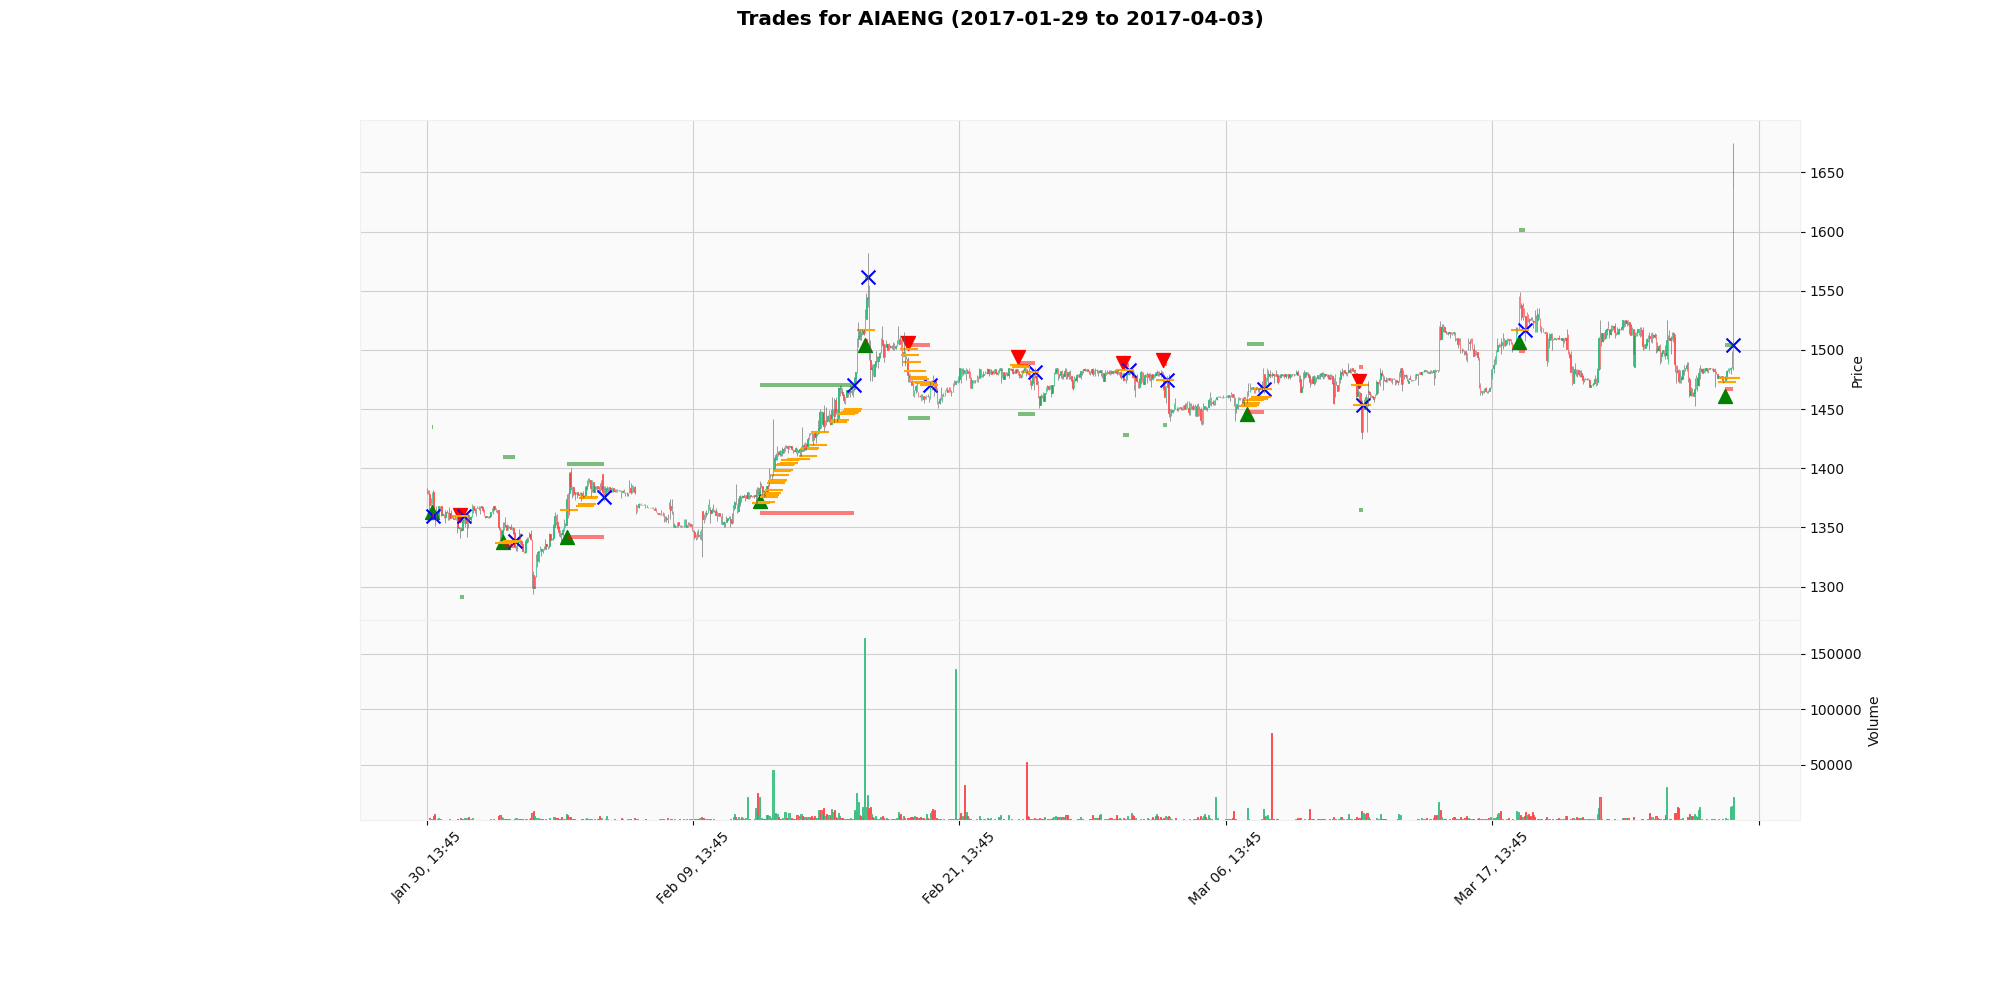 Trades for AIAENG (2017-01-29 to 2017-04-03)
1650
1600
1550
1500
1450
1400
1350
1300
Price
150000
100000
50000
Volume
Jan 30, 13:45
Feb 09, 13:45
Feb 21, 13:45
Mar 06, 13:45
Mar 17, 13:45